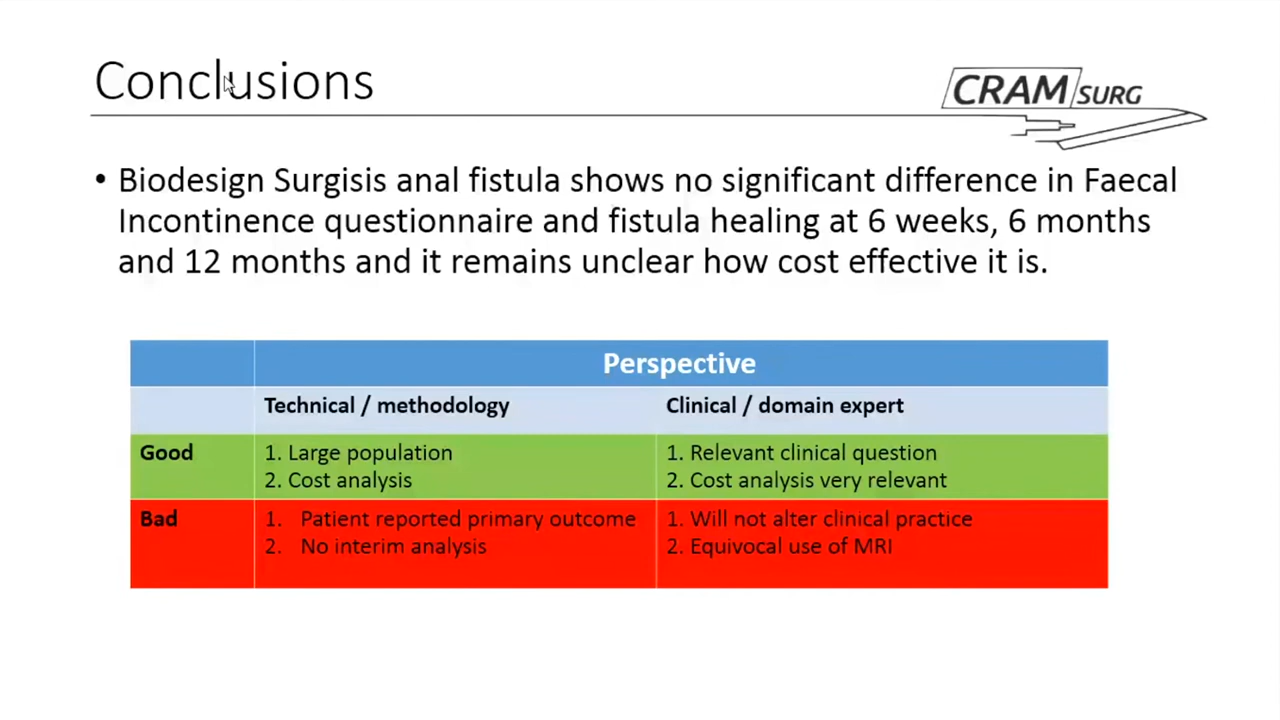 Conclusions
CRAM SURG
• Biodesign Surgisis anal fistula shows no significant difference in Faecal
Incontinence questionnaire and fistula healing at 6 weeks, 6 months
and 12 months and it remains unclear how cost effective it is.
Perspective
Technical / methodology
Clinical / domain expert
Good
1. Large population
2. Cost analysis
1. Relevant clinical question
2. Cost analysis very relevant
Bad
1. Patient reported primary outcome
2. No interim analysis
1. Will not alter clinical practice
2. Equivocal use of MRI